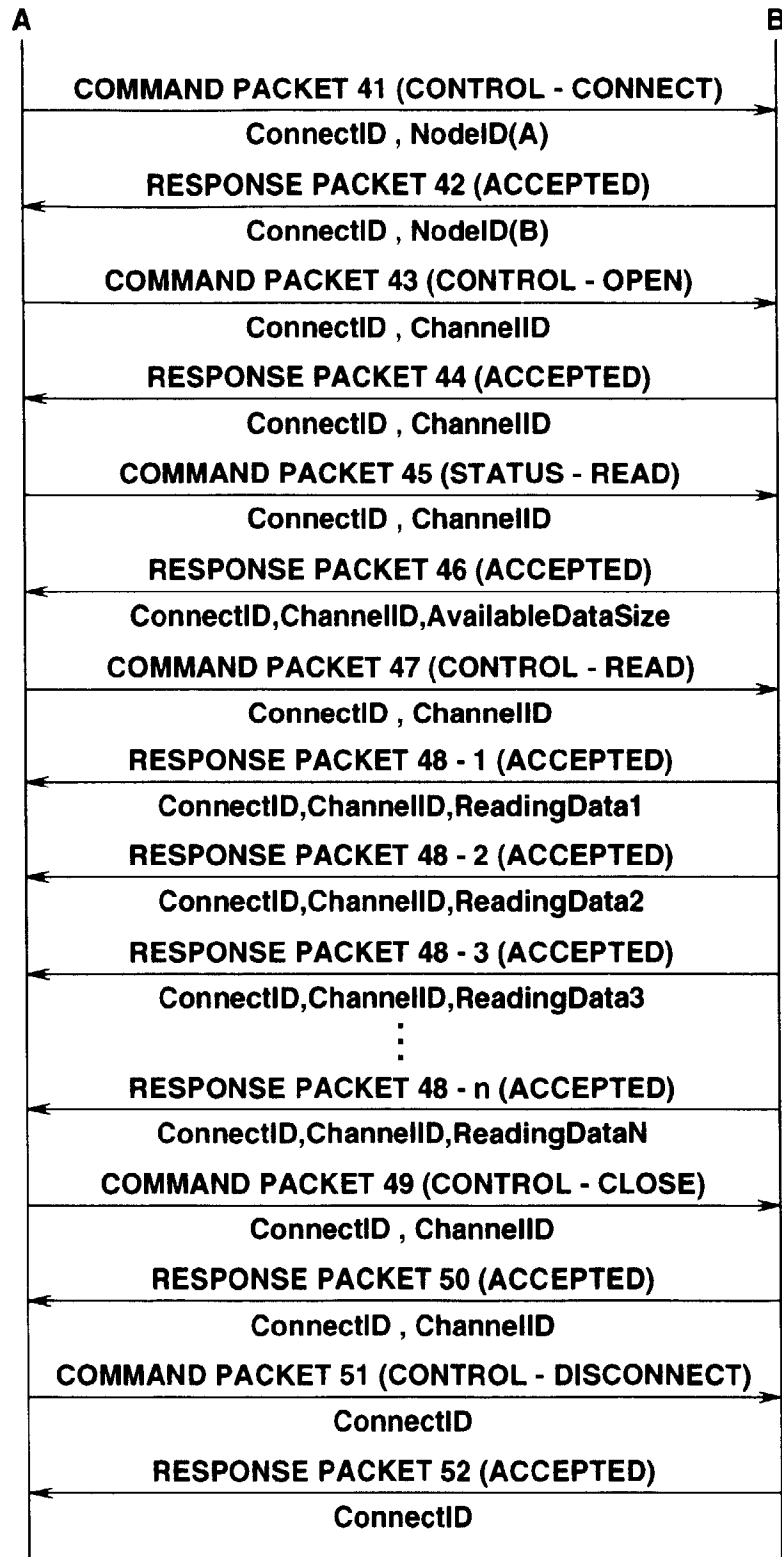 A B
COMMAND PACKET 41 (CONTROL - CONNECT)
ConnectID , NodeID(A)
RESPONSE PACKET 42 (ACCEPTED)
ConnectID , NodeID(B)
COMMAND PACKET 43 (CONTROL - OPEN)
ConnectID , ChannelID
RESPONSE PACKET 44 (ACCEPTED)
ConnectID , ChannelID
COMMAND PACKET 45 (STATUS - READ)
ConnectID , ChannelID
RESPONSE PACKET 46 (ACCEPTED)
ConnectID,ChannelID,AvailableDataSize
COMMAND PACKET 47 (CONTROL - READ)
ConnectID , ChannelID
RESPONSE PACKET 48 - 1 (ACCEPTED)
ConnectID,ChannelID,ReadingData1
RESPONSE PACKET 48 - 2 (ACCEPTED)
ConnectID,ChannelID,ReadingData2
RESPONSE PACKET 48 - 3 (ACCEPTED)
ConnectID,ChannelID,ReadingData3
⋮
RESPONSE PACKET 48 - n (ACCEPTED)
ConnectID,ChannelID,ReadingDataN
COMMAND PACKET 49 (CONTROL - CLOSE)
ConnectID , ChannelID
RESPONSE PACKET 50 (ACCEPTED)
ConnectID , ChannelID
COMMAND PACKET 51 (CONTROL - DISCONNECT)
ConnectID
RESPONSE PACKET 52 (ACCEPTED)
ConnectID